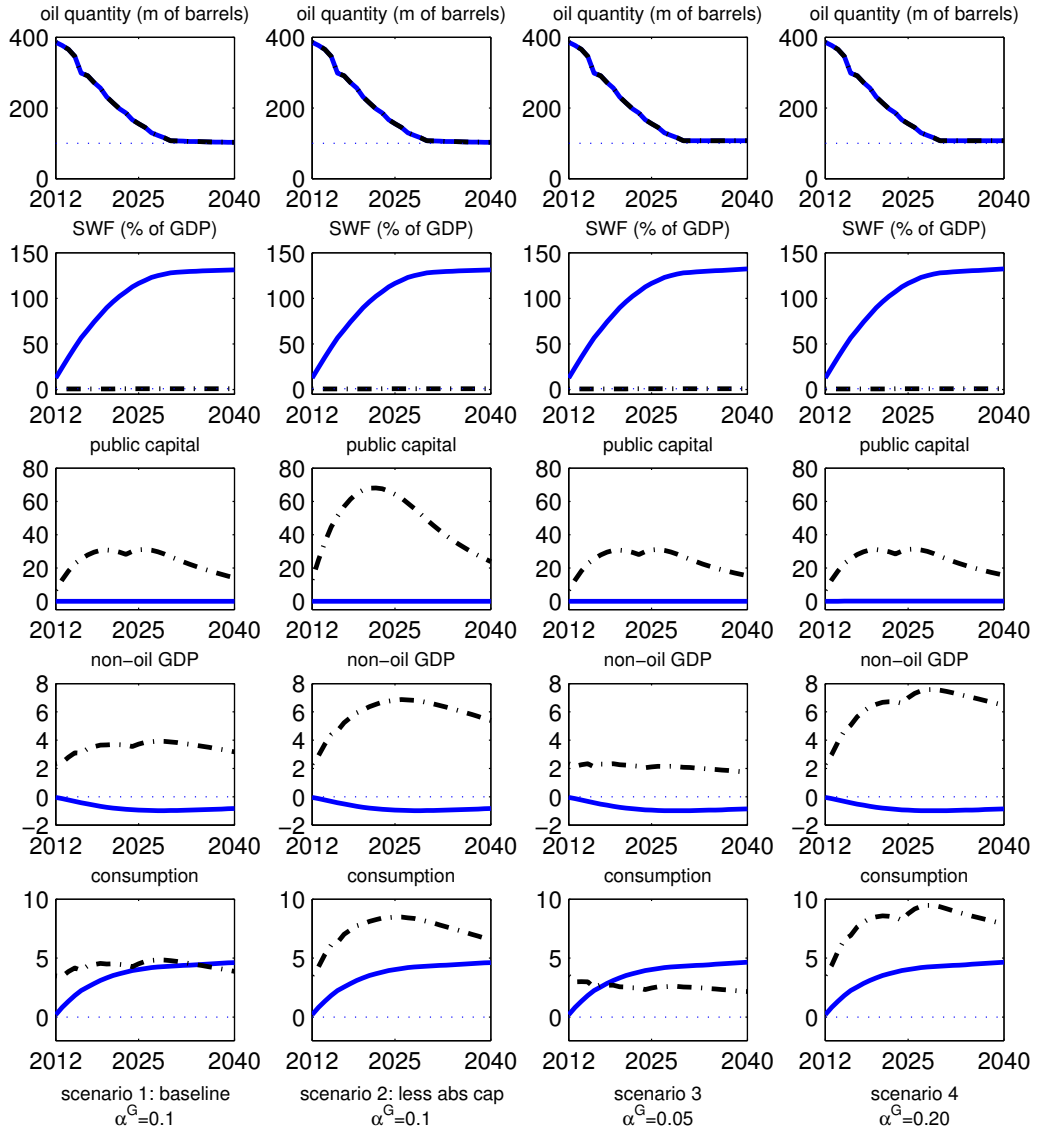 oil quantity (m of barrels) oil quantity (m of barrels) oil quantity (m of barrels) oil quantity (m of barrels)
400 400 400 400
200 200 200 200
0 0 0 0
2012 2025 2040 2012 2025 2040 2012 2025 2040 2012 2025 2040
SWF (% of GDP) SWF (% of GDP) SWF (% of GDP) SWF (% of GDP)
150 150 150 150
100 100 100 100
50 50 50 50
0 0 0 0
2012 2025 2040 2012 2025 2040 2012 2025 2040 2012 2025 2040
public capital public capital public capital public capital
80 80 80 80
60 60 60 60
40 40 40 40
20 20 20 20
0 0 0 0
2012 2025 2040 2012 2025 2040 2012 2025 2040 2012 2025 2040
non−oil GDP non−oil GDP non−oil GDP non−oil GDP
8 8 8 8
6 6 6 6
4 4 4 4
2 2 2 2
0 0 0 0
−2 −2 −2 −2
2012 2025 2040 2012 2025 2040 2012 2025 2040 2012 2025 2040
consumption consumption consumption consumption
10 10 10 10
5 5 5 5
0 0 0 0
2012 2025 2040 2012 2025 2040 2012 2025 2040 2012 2025 2040
scenario 1: baseline scenario 2: less abs cap scenario 3 scenario 4
α^G=0.1 α^G=0.1 α^G=0.05 α^G=0.20